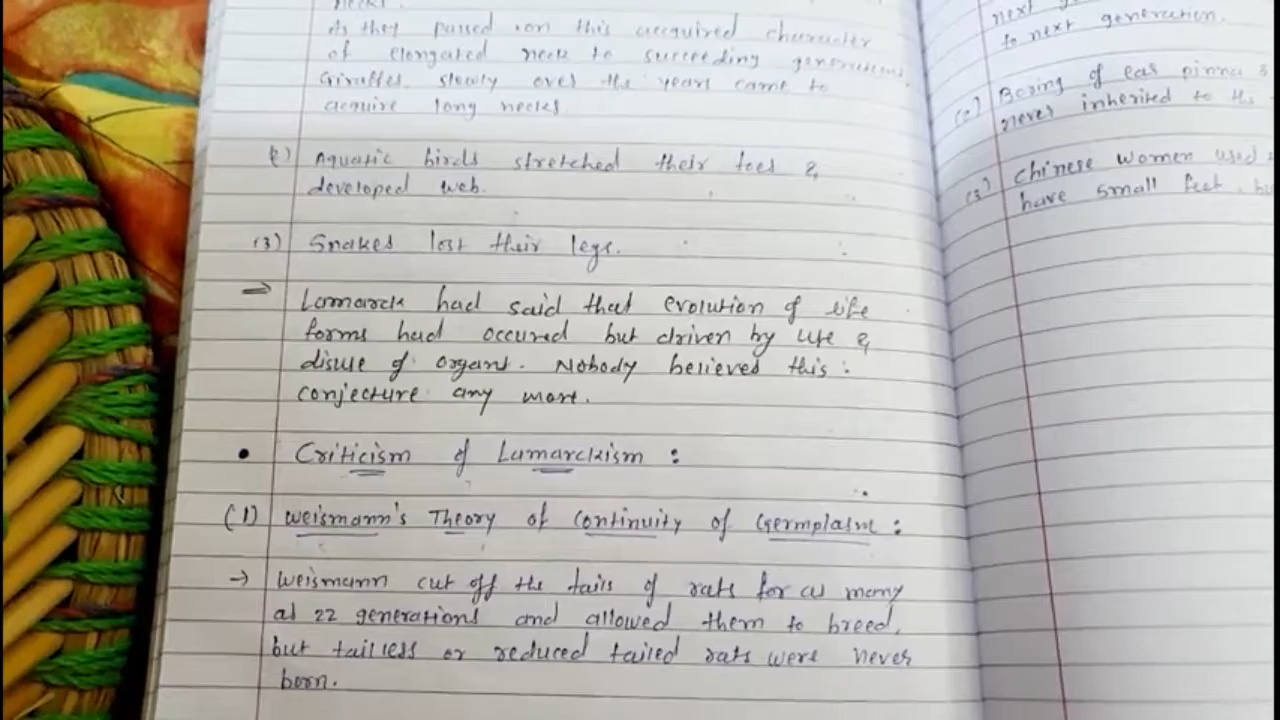 necks.
As they passed on this acquired character
of elongated neck to succeeding generations,
Giraffes, slowly over the years came to
acquire long necks.
(2) Aquatic birds stretched their toes &
developed web.
(3) Snakes lost their legs.
⇒ Lamarck had said that evolution of life
forms had occured but driven by use &
disuse of organs. Nobody believed this
conjecture any more.
• Criticism of Lamarckism :
(1) Weismann's Theory of Continuity of Germplasm :
→ Weismann cut off the tails of rats for as many
as 22 generations and allowed them to breed,
but tailless or reduced tailed rats were never
born.
next
to next generation.
(2) Boring of ear pinna
never inherited to the
(3) Chinese women used
have small feet,